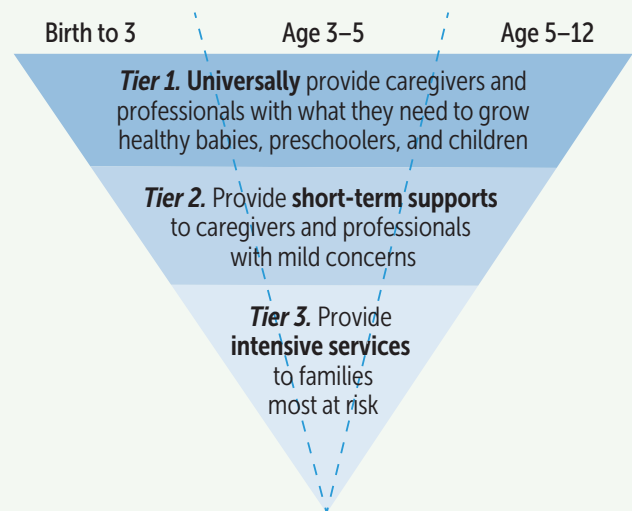 Birth to 3 Age 3–5 Age 5–12
Tier 1. Universally provide caregivers and
professionals with what they need to grow
healthy babies, preschoolers, and children
Tier 2. Provide short-term supports
to caregivers and professionals
with mild concerns
Tier 3. Provide
intensive services
to families
most at risk